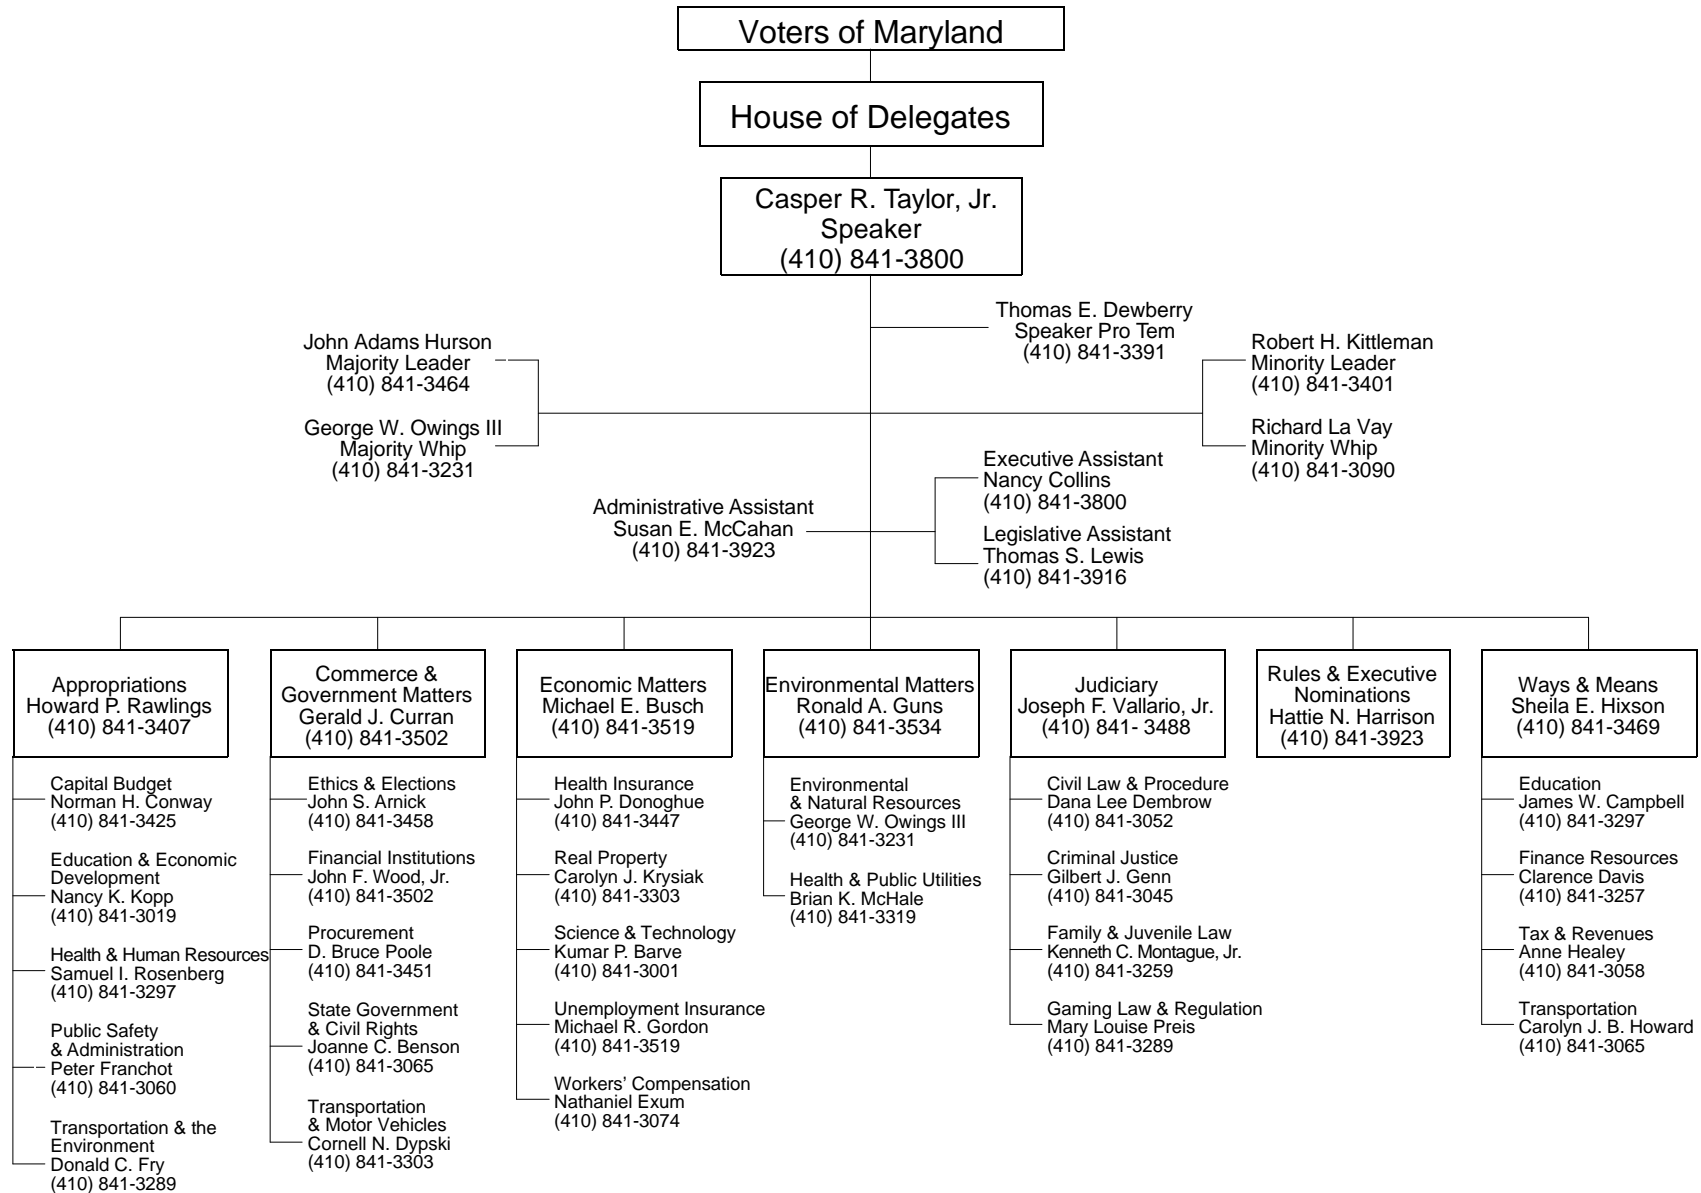 Voters of Maryland
House of Delegates
Casper R. Taylor, Jr.
Speaker
(410) 841-3800
Thomas E. Dewberry
Speaker Pro Tem
(410) 841-3391
John Adams Hurson
Majority Leader
(410) 841-3464
George W. Owings III
Majority Whip
(410) 841-3231
Robert H. Kittleman
Minority Leader
(410) 841-3401
Richard La Vay
Minority Whip
(410) 841-3090
Administrative Assistant
Susan E. McCahan
(410) 841-3923
Executive Assistant
Nancy Collins
(410) 841-3800
Legislative Assistant
Thomas S. Lewis
(410) 841-3916
Appropriations
Howard P. Rawlings
(410) 841-3407
Capital Budget
Norman H. Conway
(410) 841-3425
Education & Economic
Development
Nancy K. Kopp
(410) 841-3019
Health & Human Resources
Samuel I. Rosenberg
(410) 841-3297
Public Safety
& Administration
Peter Franchot
(410) 841-3060
Transportation & the
Environment
Donald C. Fry
(410) 841-3289
Commerce &
Government Matters
Gerald J. Curran
(410) 841-3502
Ethics & Elections
John S. Arnick
(410) 841-3458
Financial Institutions
John F. Wood, Jr.
(410) 841-3502
Procurement
D. Bruce Poole
(410) 841-3451
State Government
& Civil Rights
Joanne C. Benson
(410) 841-3065
Transportation
& Motor Vehicles
Cornell N. Dypski
(410) 841-3303
Economic Matters
Michael E. Busch
(410) 841-3519
Health Insurance
John P. Donoghue
(410) 841-3447
Real Property
Carolyn J. Krysiak
(410) 841-3303
Science & Technology
Kumar P. Barve
(410) 841-3001
Unemployment Insurance
Michael R. Gordon
(410) 841-3519
Workers’ Compensation
Nathaniel Exum
(410) 841-3074
Environmental Matters
Ronald A. Guns
(410) 841-3534
Environmental
& Natural Resources
George W. Owings III
(410) 841-3231
Health & Public Utilities
Brian K. McHale
(410) 841-3319
Judiciary
Joseph F. Vallario, Jr.
(410) 841- 3488
Civil Law & Procedure
Dana Lee Dembrow
(410) 841-3052
Criminal Justice
Gilbert J. Genn
(410) 841-3045
Family & Juvenile Law
Kenneth C. Montague, Jr.
(410) 841-3259
Gaming Law & Regulation
Mary Louise Preis
(410) 841-3289
Rules & Executive
Nominations
Hattie N. Harrison
(410) 841-3923
Ways & Means
Sheila E. Hixson
(410) 841-3469
Education
James W. Campbell
(410) 841-3297
Finance Resources
Clarence Davis
(410) 841-3257
Tax & Revenues
Anne Healey
(410) 841-3058
Transportation
Carolyn J. B. Howard
(410) 841-3065